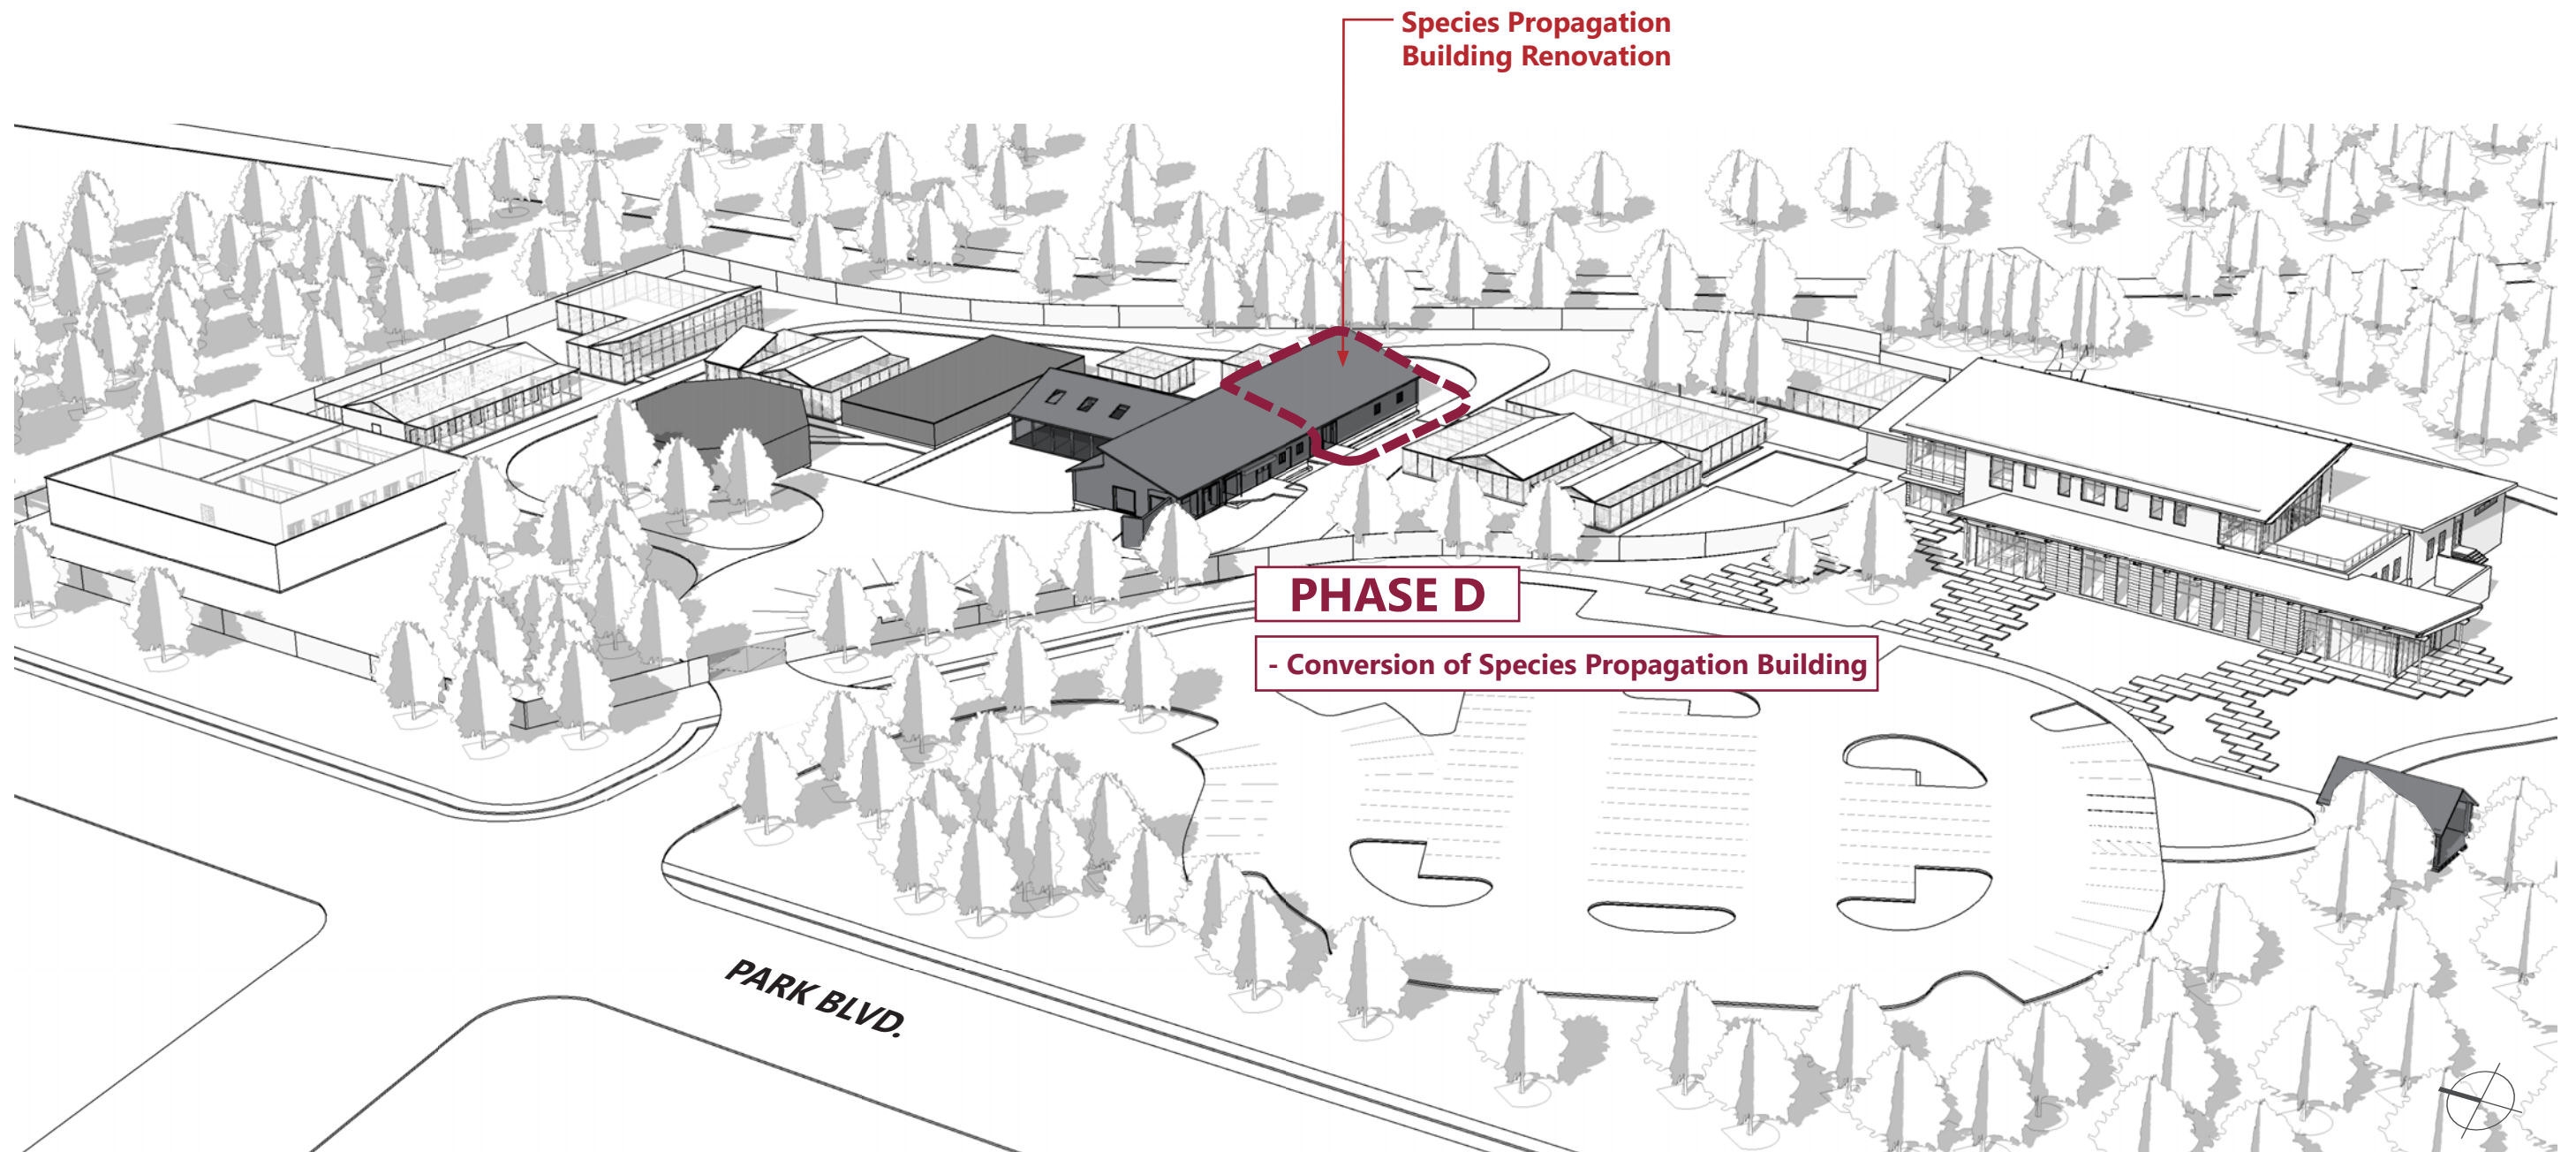 Species Propagation
Building Renovation
PHASE D
- Conversion of Species Propagation Building
PARK BLVD.